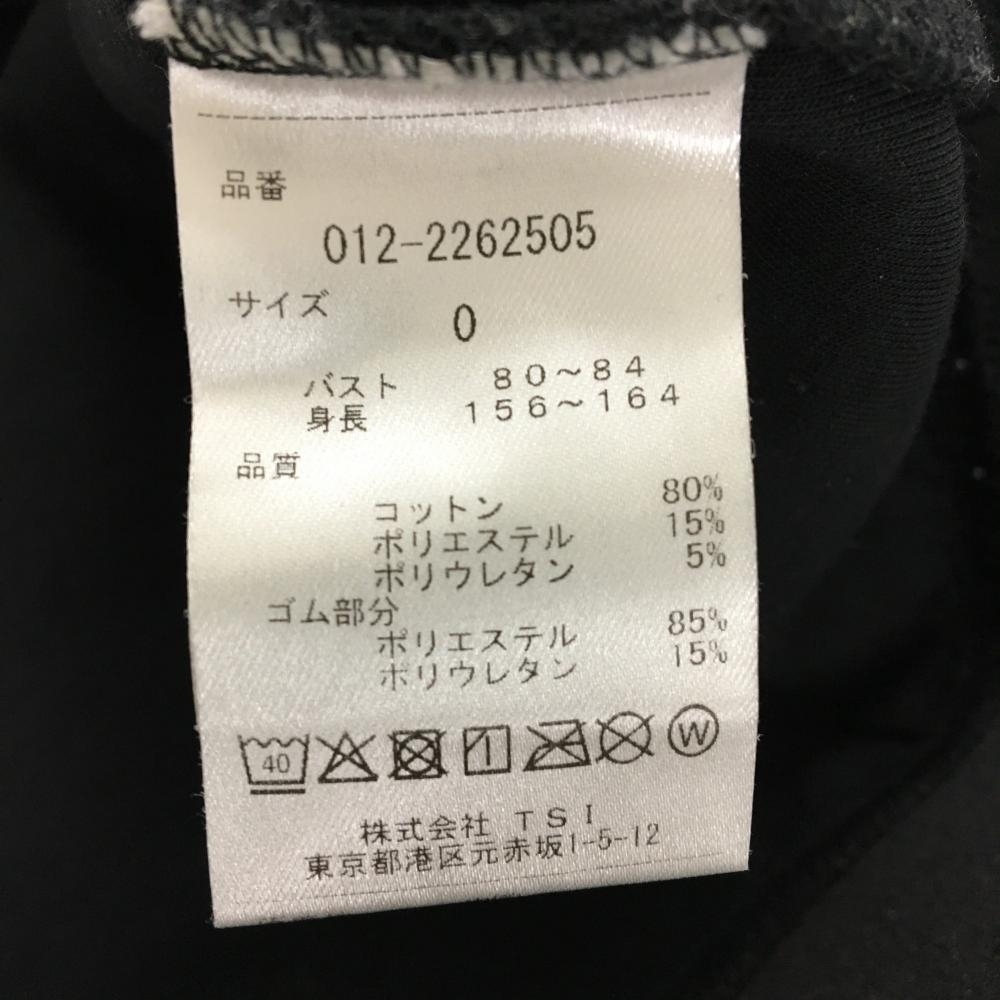 品番
012-2262505
サイズ 0
バスト 80～84
身長 156～164
品質
コットン 80%
ポリエステル 15%
ポリウレタン 5%
ゴム部分
ポリエステル 85%
ポリウレタン 15%
40 W
株式会社 TSI
東京都港区元赤坂1-5-12